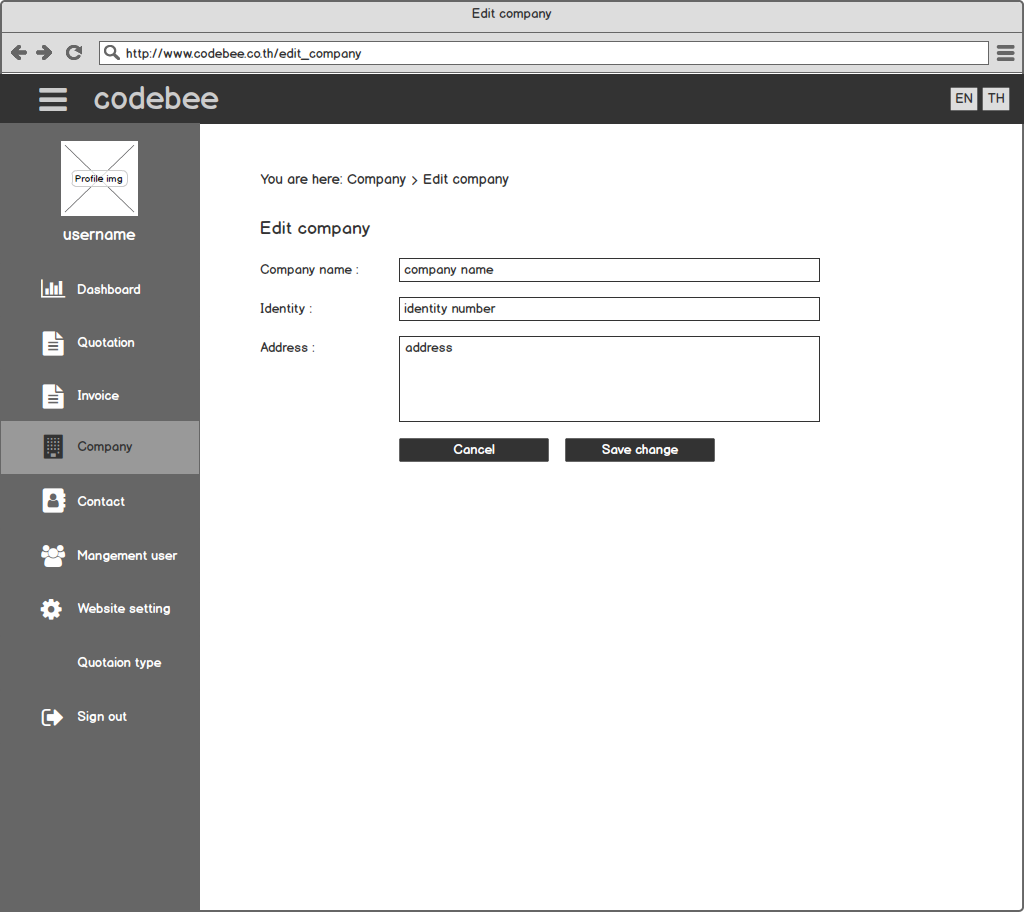 Edit company
http://www.codebee.co.th/edit_company
codebee
EN TH
Profile img
username
Dashboard
Quotation
Invoice
Company
Contact
Mangement user
Website setting
Quotaion type
Sign out
You are here: Company > Edit company
Edit company
Company name : company name
Identity : identity number
Address : address
Cancel Save change